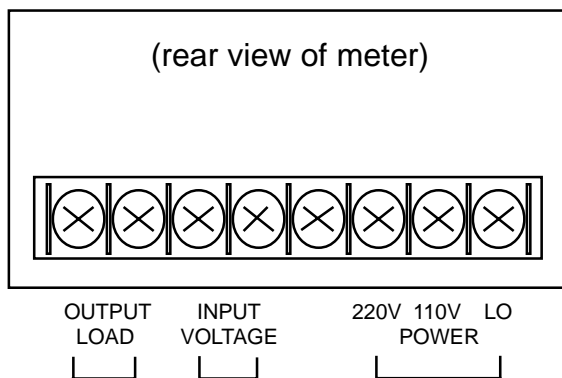 (rear view of meter)
OUTPUT INPUT 220V 110V LO
LOAD VOLTAGE POWER